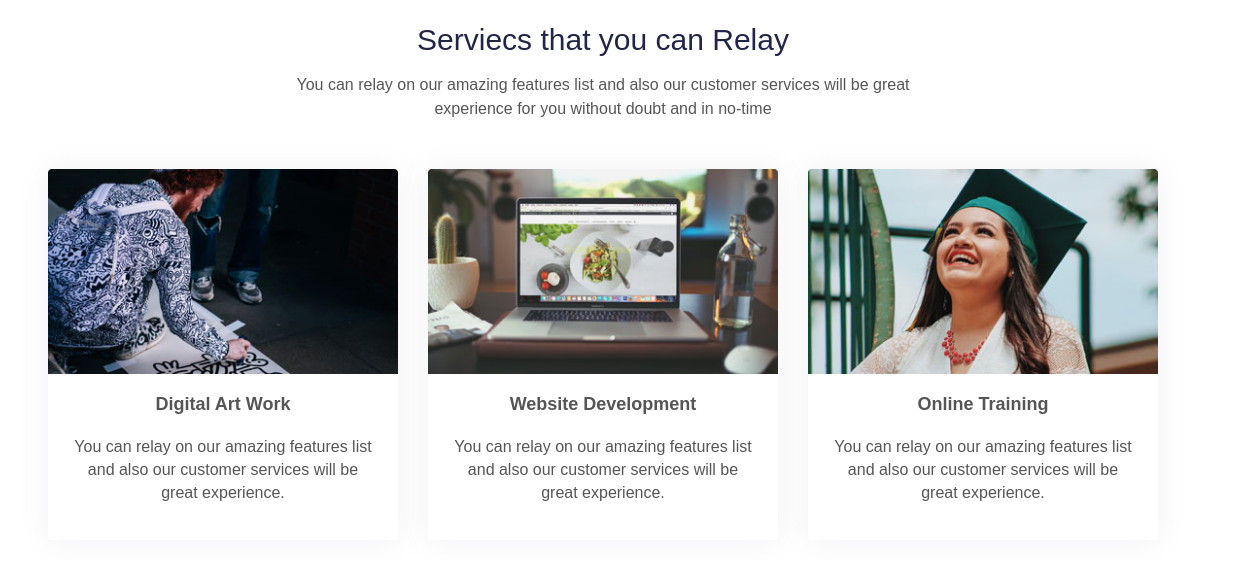 Serviecs that you can Relay
You can relay on our amazing features list and also our customer services will be great
experience for you without doubt and in no-time
Digital Art Work
Website Development
Online Training
You can relay on our amazing features list
and also our customer services will be
great experience.
You can relay on our amazing features list
and also our customer services will be
great experience.
You can relay on our amazing features list
and also our customer services will be
great experience.